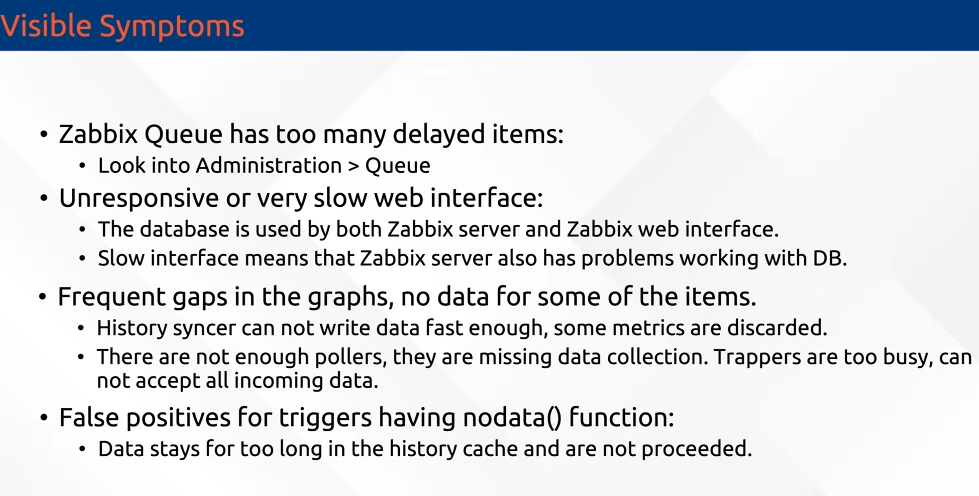 Visible Symptoms
• Zabbix Queue has too many delayed items:
• Look into Administration > Queue
• Unresponsive or very slow web interface:
• The database is used by both Zabbix server and Zabbix web interface.
• Slow interface means that Zabbix server also has problems working with DB.
• Frequent gaps in the graphs, no data for some of the items.
• History syncer can not write data fast enough, some metrics are discarded.
• There are not enough pollers, they are missing data collection. Trappers are too busy, can
not accept all incoming data.
• False positives for triggers having nodata() function:
• Data stays for too long in the history cache and are not proceeded.